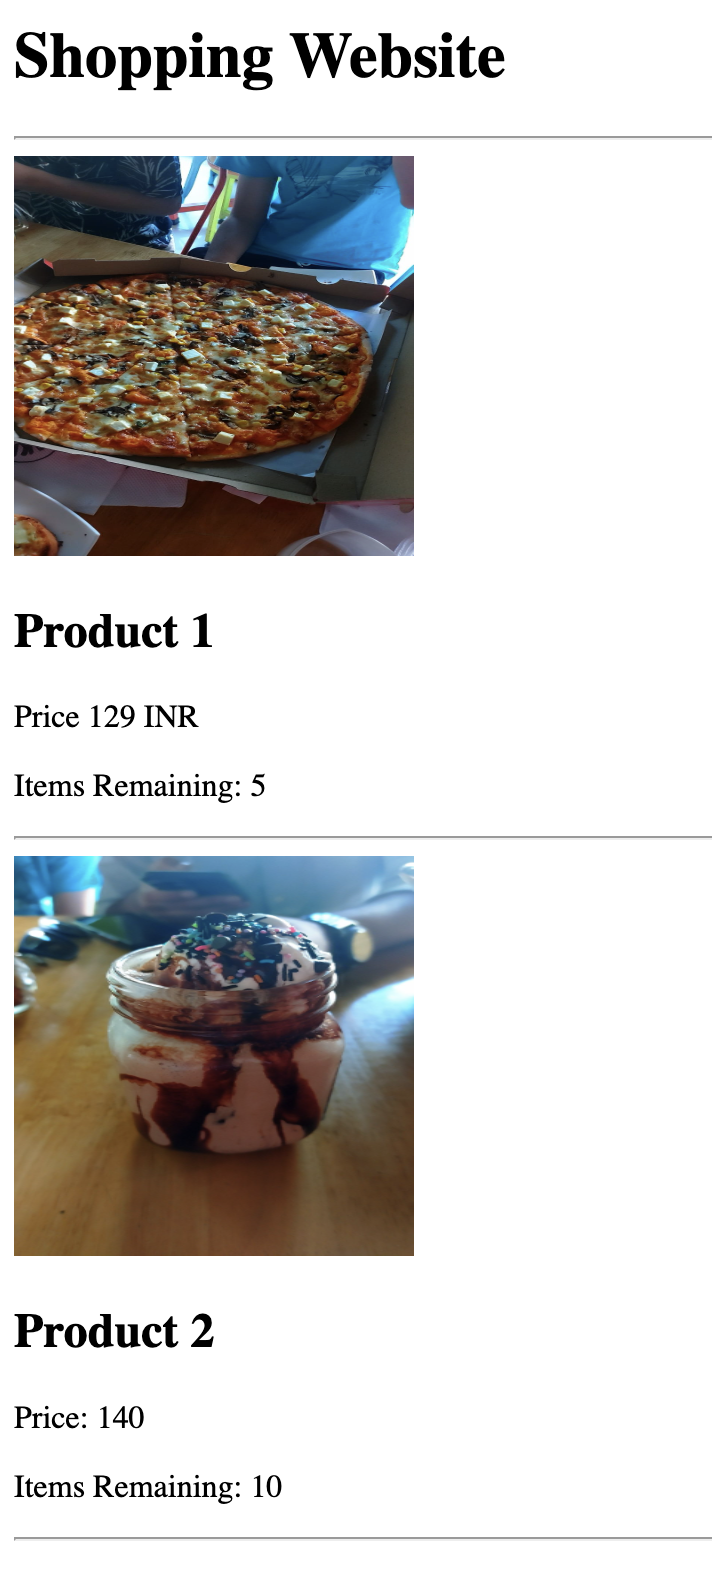 Shopping Website
Product 1
Price 129 INR
Items Remaining: 5
Product 2
Price: 140
Items Remaining: 10